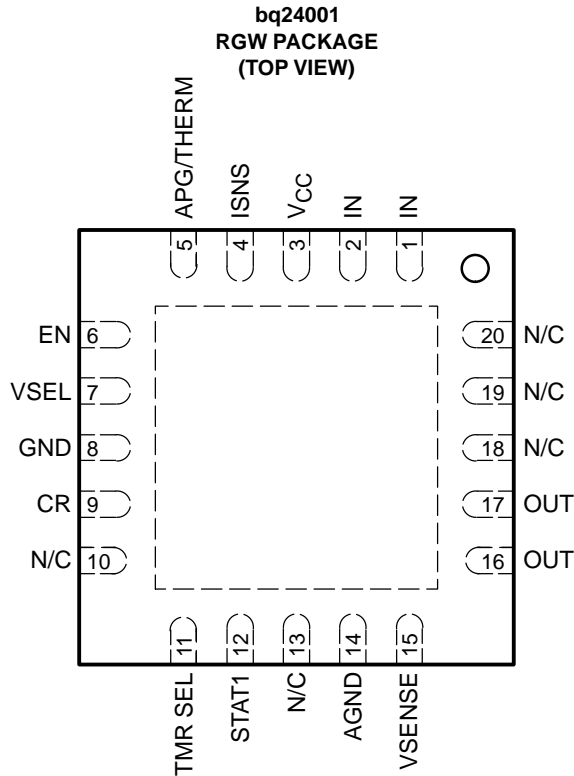 bq24001
RGW PACKAGE
(TOP VIEW)
APG/THERM
ISNS
VCC
IN
IN
5
4
3
2
1
EN 6
20 N/C
VSEL 7
19 N/C
GND 8
18 N/C
CR 9
17 OUT
N/C 10
16 OUT
11
12
13
14
15
TMR SEL
STAT1
N/C
AGND
VSENSE